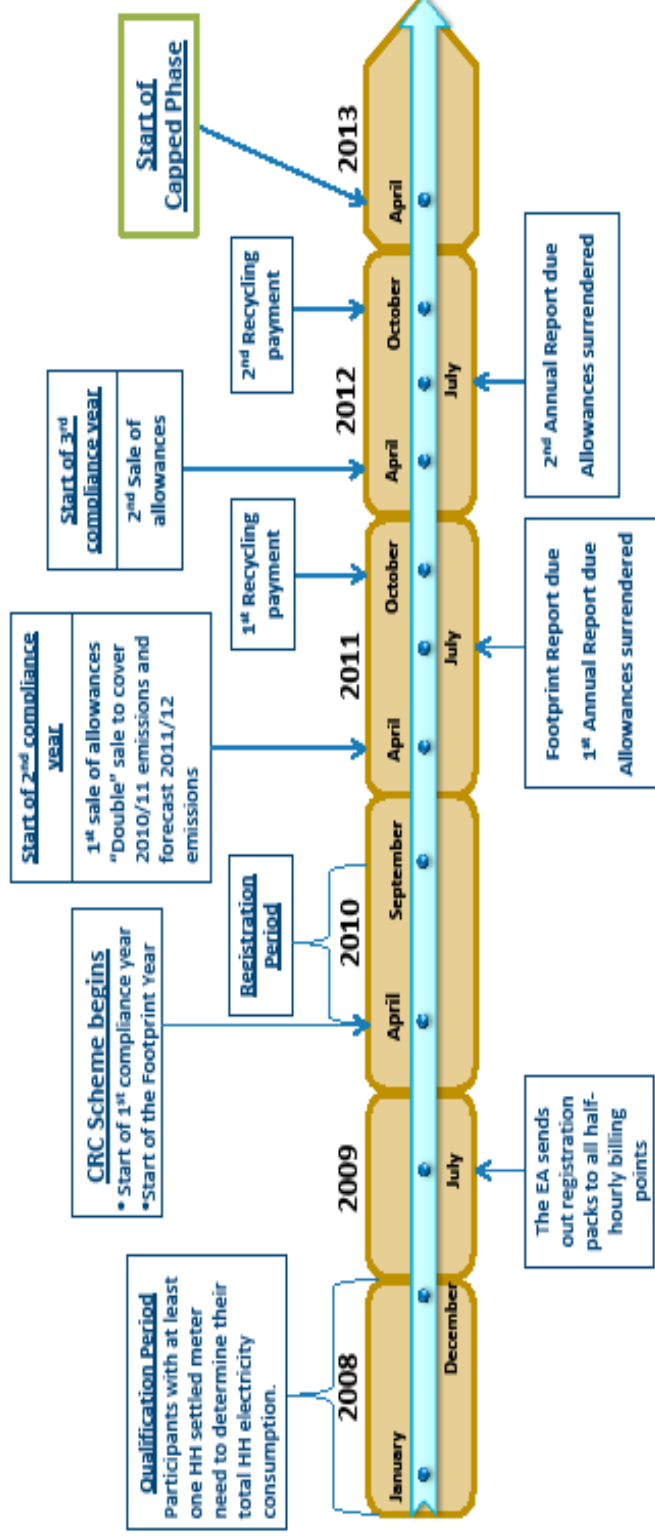 Qualification Period
Participants with at least
one HH settled meter
need to determine their
total HH electricity
consumption.
CRC Scheme begins
• Start of 1st compliance year
•Start of the Footprint Year
Registration
Period
Start of 2nd compliance
year
1st sale of allowances
"Double" sale to cover
2010/11 emissions and
forecast 2011/12
emissions
1st Recycling
payment
Start of 3rd
compliance year
2nd Sale of
allowances
2nd Recycling
payment
Start of
Capped Phase
2008
2009
2010
2011
2012
2013
January
December
July
April
September
April
July
October
April
July
October
April
The EA sends
out registration
packs to all half-
hourly billing
points
Footprint Report due
1st Annual Report due
Allowances surrendered
2nd Annual Report due
Allowances surrendered